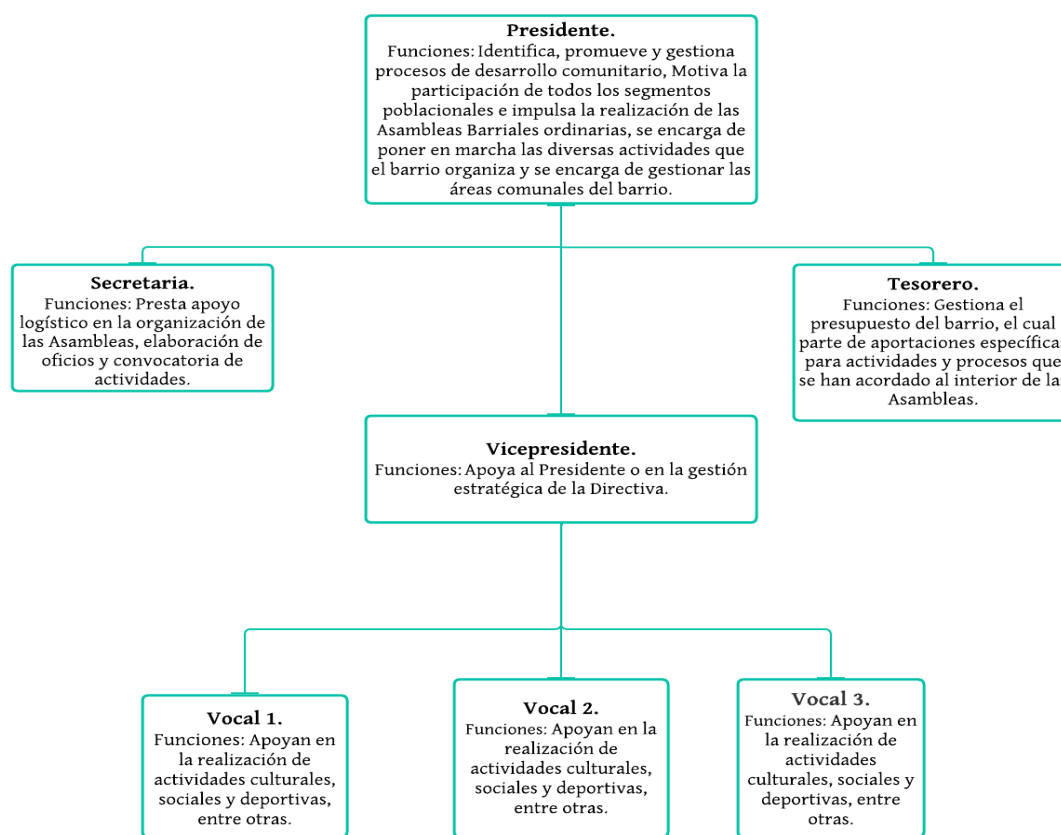 Presidente.
Funciones: Identifica, promueve y gestiona
procesos de desarrollo comunitario, Motiva la
participación de todos los segmentos
poblacionales e impulsa la realización de las
Asambleas Barriales ordinarias, se encarga de
poner en marcha las diversas actividades que
el barrio organiza y se encarga de gestionar las
áreas comunales del barrio.
Secretaria.
Funciones: Presta apoyo
logístico en la organización de
las Asambleas, elaboración de
oficios y convocatoria de
actividades.
Tesorero.
Funciones: Gestiona el
presupuesto del barrio, el cual
parte de aportaciones específicas
para actividades y procesos que
se han acordado al interior de las
Asambleas.
Vicepresidente.
Funciones: Apoya al Presidente o en la gestión
estratégica de la Directiva.
Vocal 1.
Funciones: Apoyan en
la realización de
actividades culturales,
sociales y deportivas,
entre otras.
Vocal 2.
Funciones: Apoyan en la
realización de
actividades culturales,
sociales y deportivas,
entre otras.
Vocal 3.
Funciones: Apoyan en
la realización de
actividades
culturales, sociales y
deportivas, entre
otras.